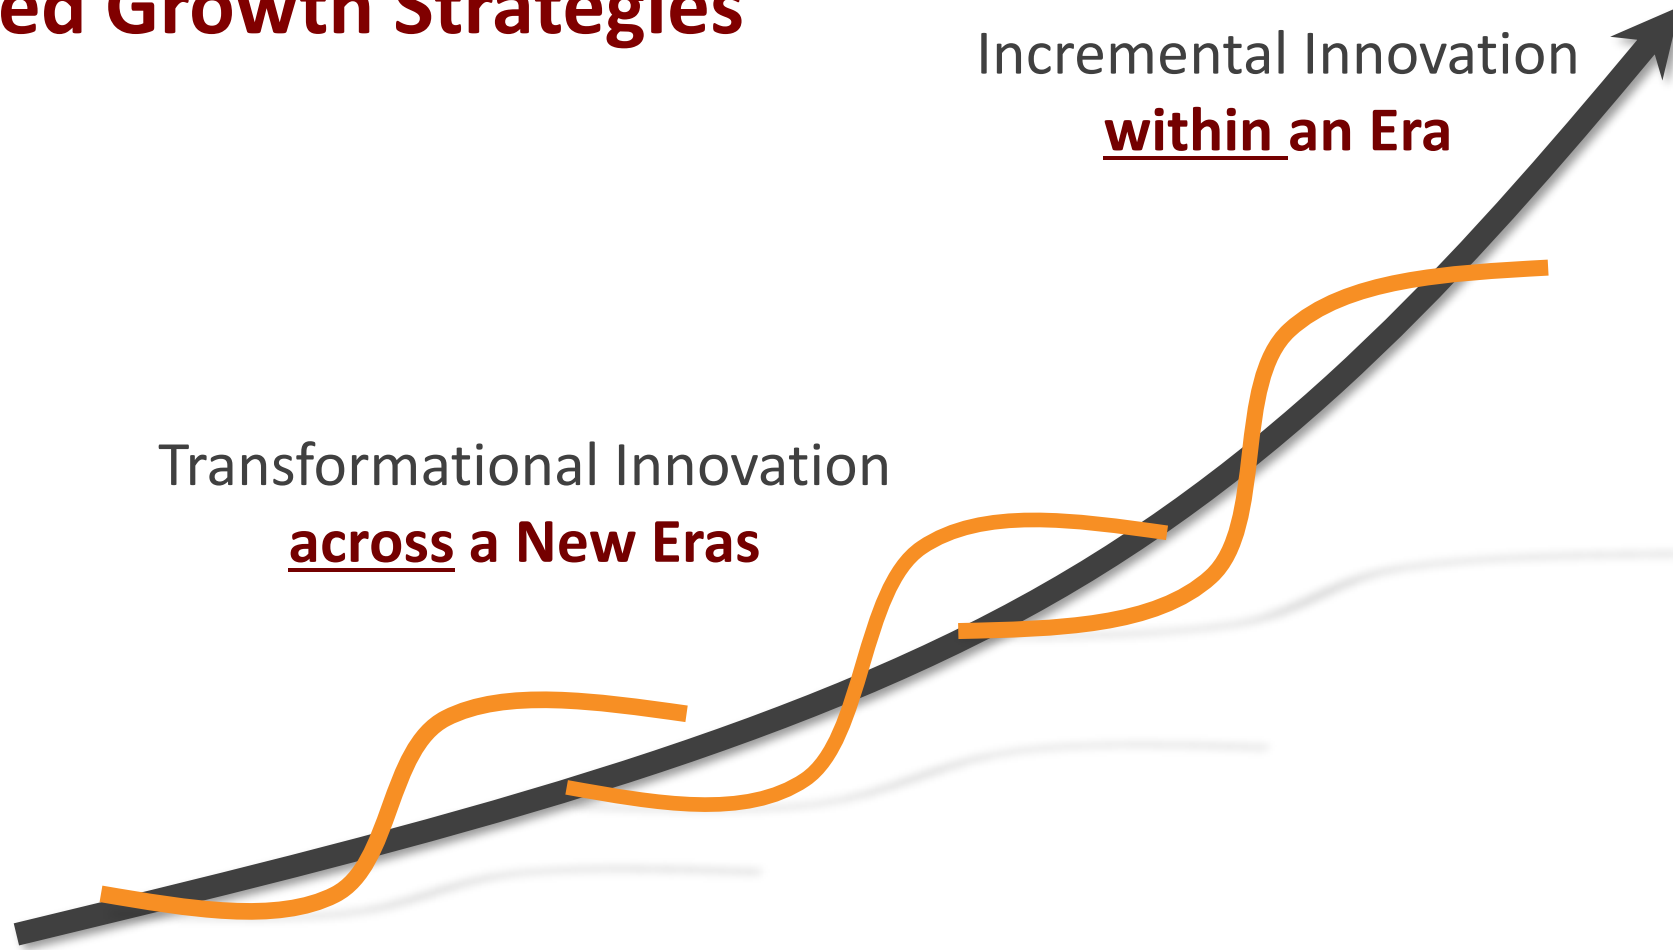 ed Growth Strategies
Incremental Innovation
within an Era
Transformational Innovation
across a New Eras